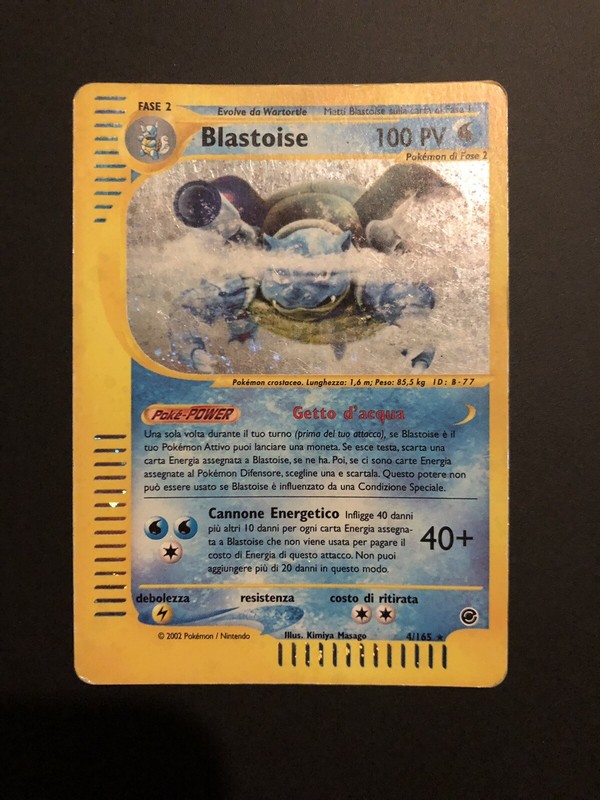 FASE 2
Evolve da Wartortle Metti Blastoise sulla carta di Fase 1
Blastoise 100 PV
Pokémon di Fase 2
Pokémon crostaceo. Lunghezza: 1,6 m; Peso: 85,5 kg ID: B-77
Poké-POWER Getto d'acqua
Una sola volta durante il tuo turno (prima del tuo attacco), se Blastoise è il
tuo Pokémon Attivo puoi lanciare una moneta. Se esce testa, scarta una
carta Energia assegnata a Blastoise, se ne ha. Poi, se ci sono carte Energia
assegnate al Pokémon Difensore, scegline una e scartala. Questo potere non
può essere usato se Blastoise è influenzato da una Condizione Speciale.
Cannone Energetico Infligge 40 danni
più altri 10 danni per ogni carta Energia assegna-
ta a Blastoise che non viene usata per pagare il
costo di Energia di questo attacco. Non puoi
aggiungere più di 20 danni in questo modo.
40+
debolezza resistenza costo di ritirata
© 2002 Pokémon / Nintendo Illus. Kimiya Masago 4/165 ★